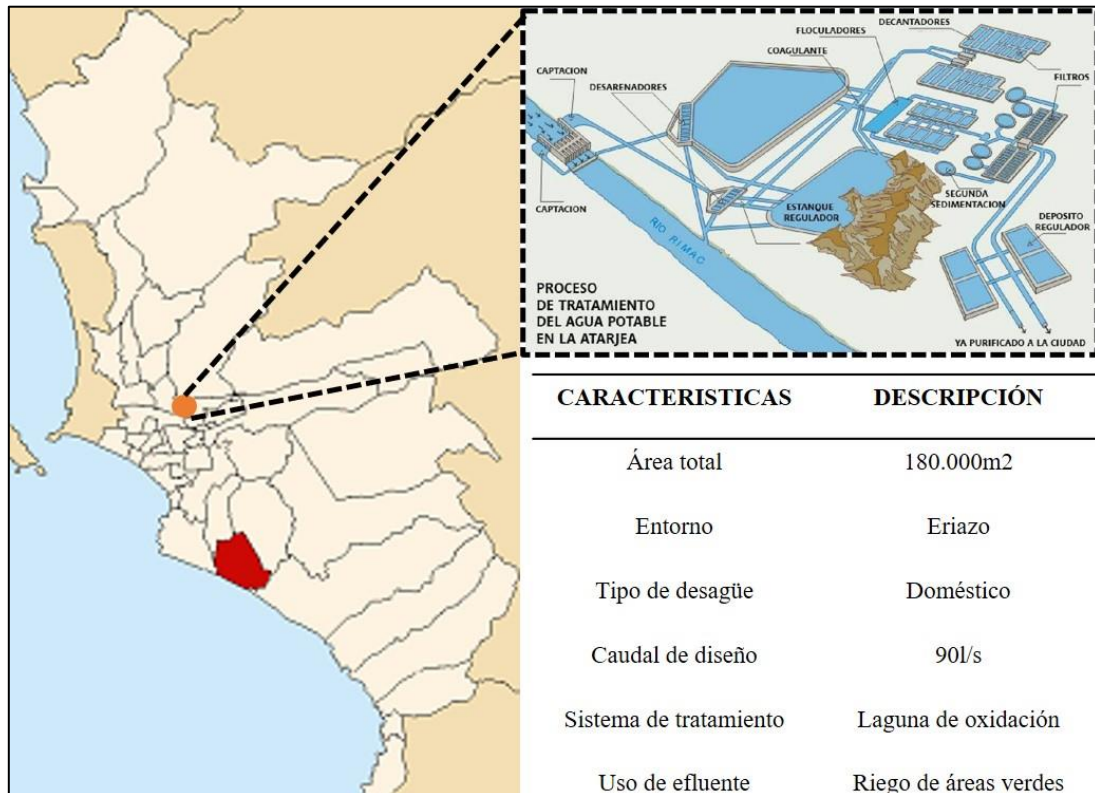 DECANTADORES
FLOCULADORES
COAGULANTE
CAPTACION
DESARENADORES
FILTROS
CAPTACION
ESTANQUE
REGULADOR
SEGUNDA
SEDIMENTACION
DEPOSITO
REGULADOR
RIO RIMAC
PROCESO
DE TRATAMIENTO
DEL AGUA POTABLE
EN LA ATARJEA
YA PURIFICADO A LA CIUDAD
CARACTERISTICAS DESCRIPCIÓN
Área total 180.000m2
Entorno Eriazo
Tipo de desagüe Doméstico
Caudal de diseño 90l/s
Sistema de tratamiento Laguna de oxidación
Uso de efluente Riego de áreas verdes